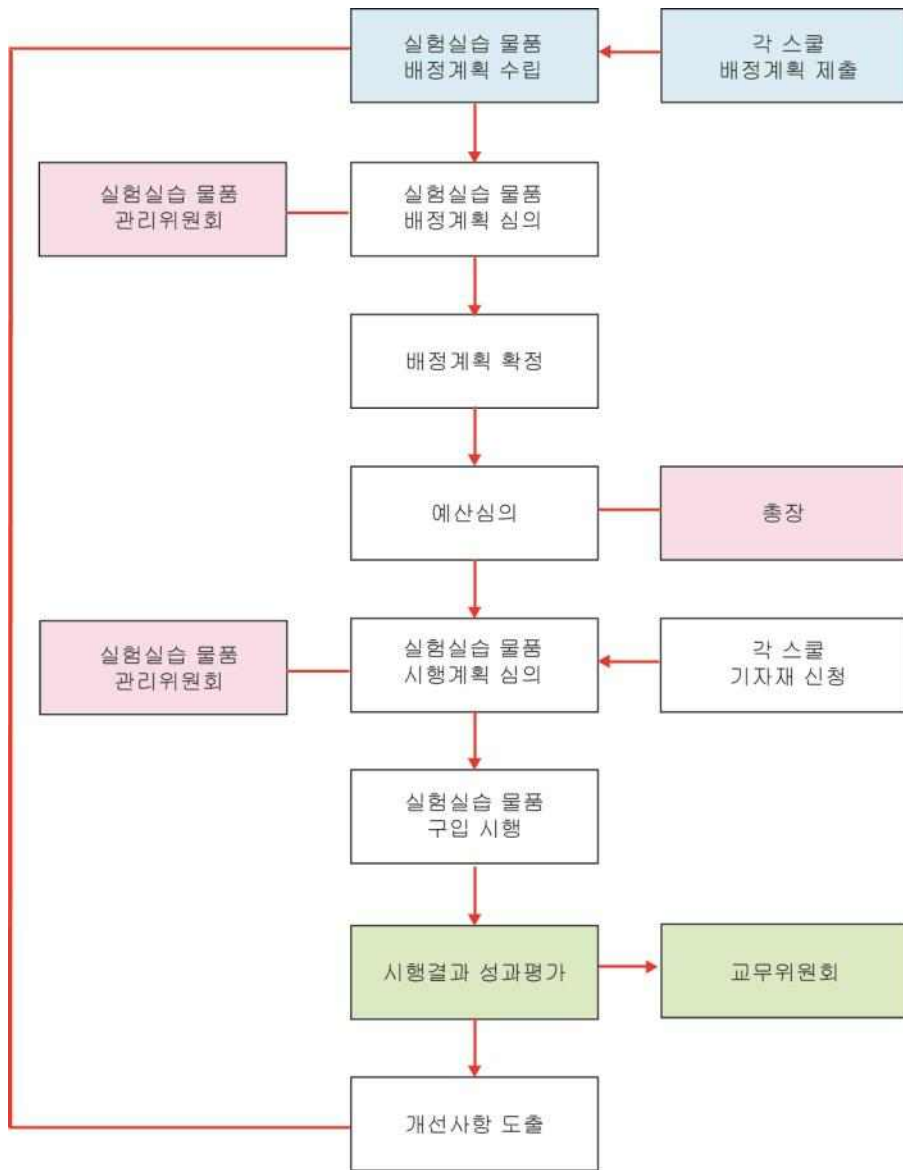 실험실습 물품
배정계획 수립
각 스쿨
배정계획 제출
실험실습 물품
관리위원회
실험실습 물품
배정계획 심의
배정계획 확정
예산심의
총장
실험실습 물품
관리위원회
실험실습 물품
시행계획 심의
각 스쿨
기자재 신청
실험실습 물품
구입 시행
시행결과 성과평가
교무위원회
개선사항 도출